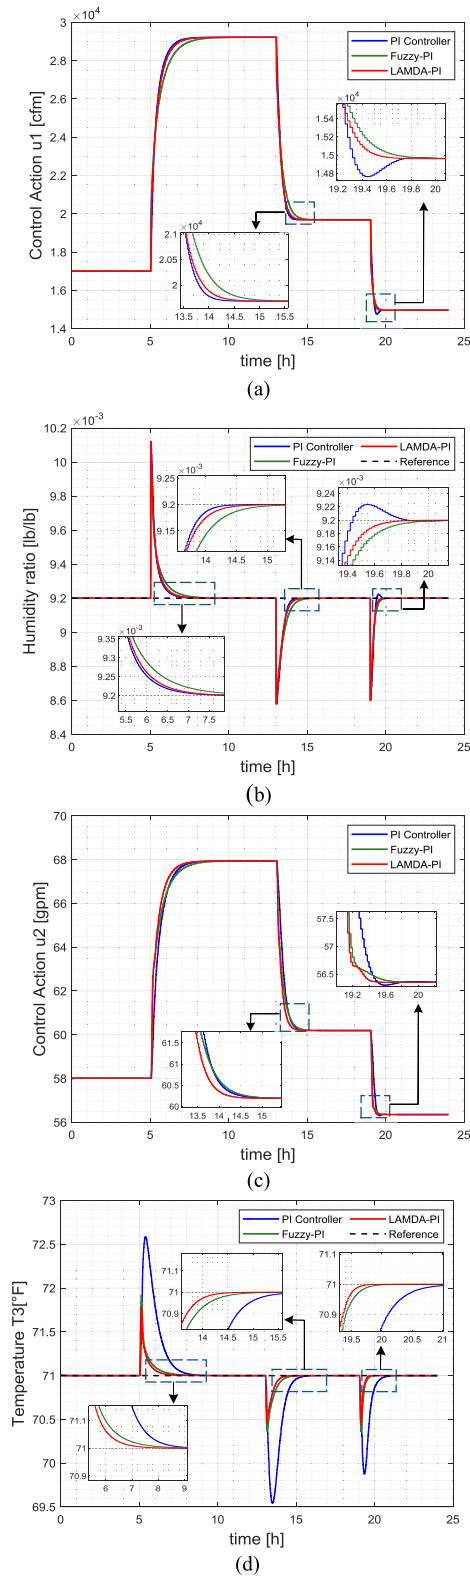 ×10⁴
3
2.8
2.6
2.4
2.2
2
1.8
1.6
1.4
Control Action u1 [cfm]
PI Controller
Fuzzy-PI
LAMDA-PI
×10⁴
1.54
1.52
1.5
1.48
19.2 19.4 19.6 19.8 20
×10⁴
2.1
2.05
2
13.5 14 14.5 15 15.5
0 5 10 15 20 25
time [h]
(a)
×10⁻³
10.2
10
9.8
9.6
9.4
9.2
9
8.8
8.6
8.4
Humidity ratio [lb/lb]
PI Controller LAMDA-PI
Fuzzy-PI Reference
×10⁻³
9.2
9.15
14 14.5 15
×10⁻³
9.24
9.22
9.2
9.18
9.16
9.14
19.4 19.6 19.8 20
×10⁻³
9.35
9.3
9.25
9.2
5.5 6 6.5 7 7.5
0 5 10 15 20 25
time [h]
(b)
70
68
66
64
62
60
58
56
Control Action u2 [gpm]
PI Controller
Fuzzy-PI
LAMDA-PI
57.5
57
56.5
19.2 19.6 20
61.5
61
60.5
60
13.5 14 14.5 15
0 5 10 15 20 25
time [h]
(c)
73
72.5
72
71.5
71
70.5
70
69.5
Temperature T3[°F]
PI Controller LAMDA-PI
Fuzzy-PI Reference
71.1
71
70.9
14 14.5 15 15.5
71.1
71
70.9
19.5 20 20.5 21
71.1
71
70.9
6 7 8 9
0 5 10 15 20 25
time [h]
(d)